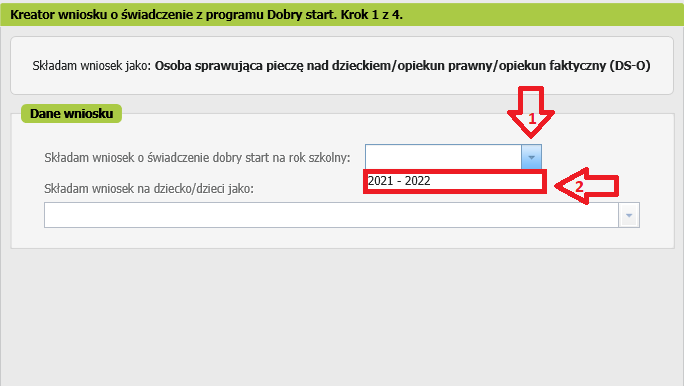 Kreator wniosku o świadczenie z programu Dobry start. Krok 1 z 4.
Składam wniosek jako: Osoba sprawująca pieczę nad dzieckiem/opiekun prawny/opiekun faktyczny (DS-O)
Dane wniosku
1
Składam wniosek o świadczenie dobry start na rok szkolny:
2021 - 2022
2
Składam wniosek na dziecko/dzieci jako: